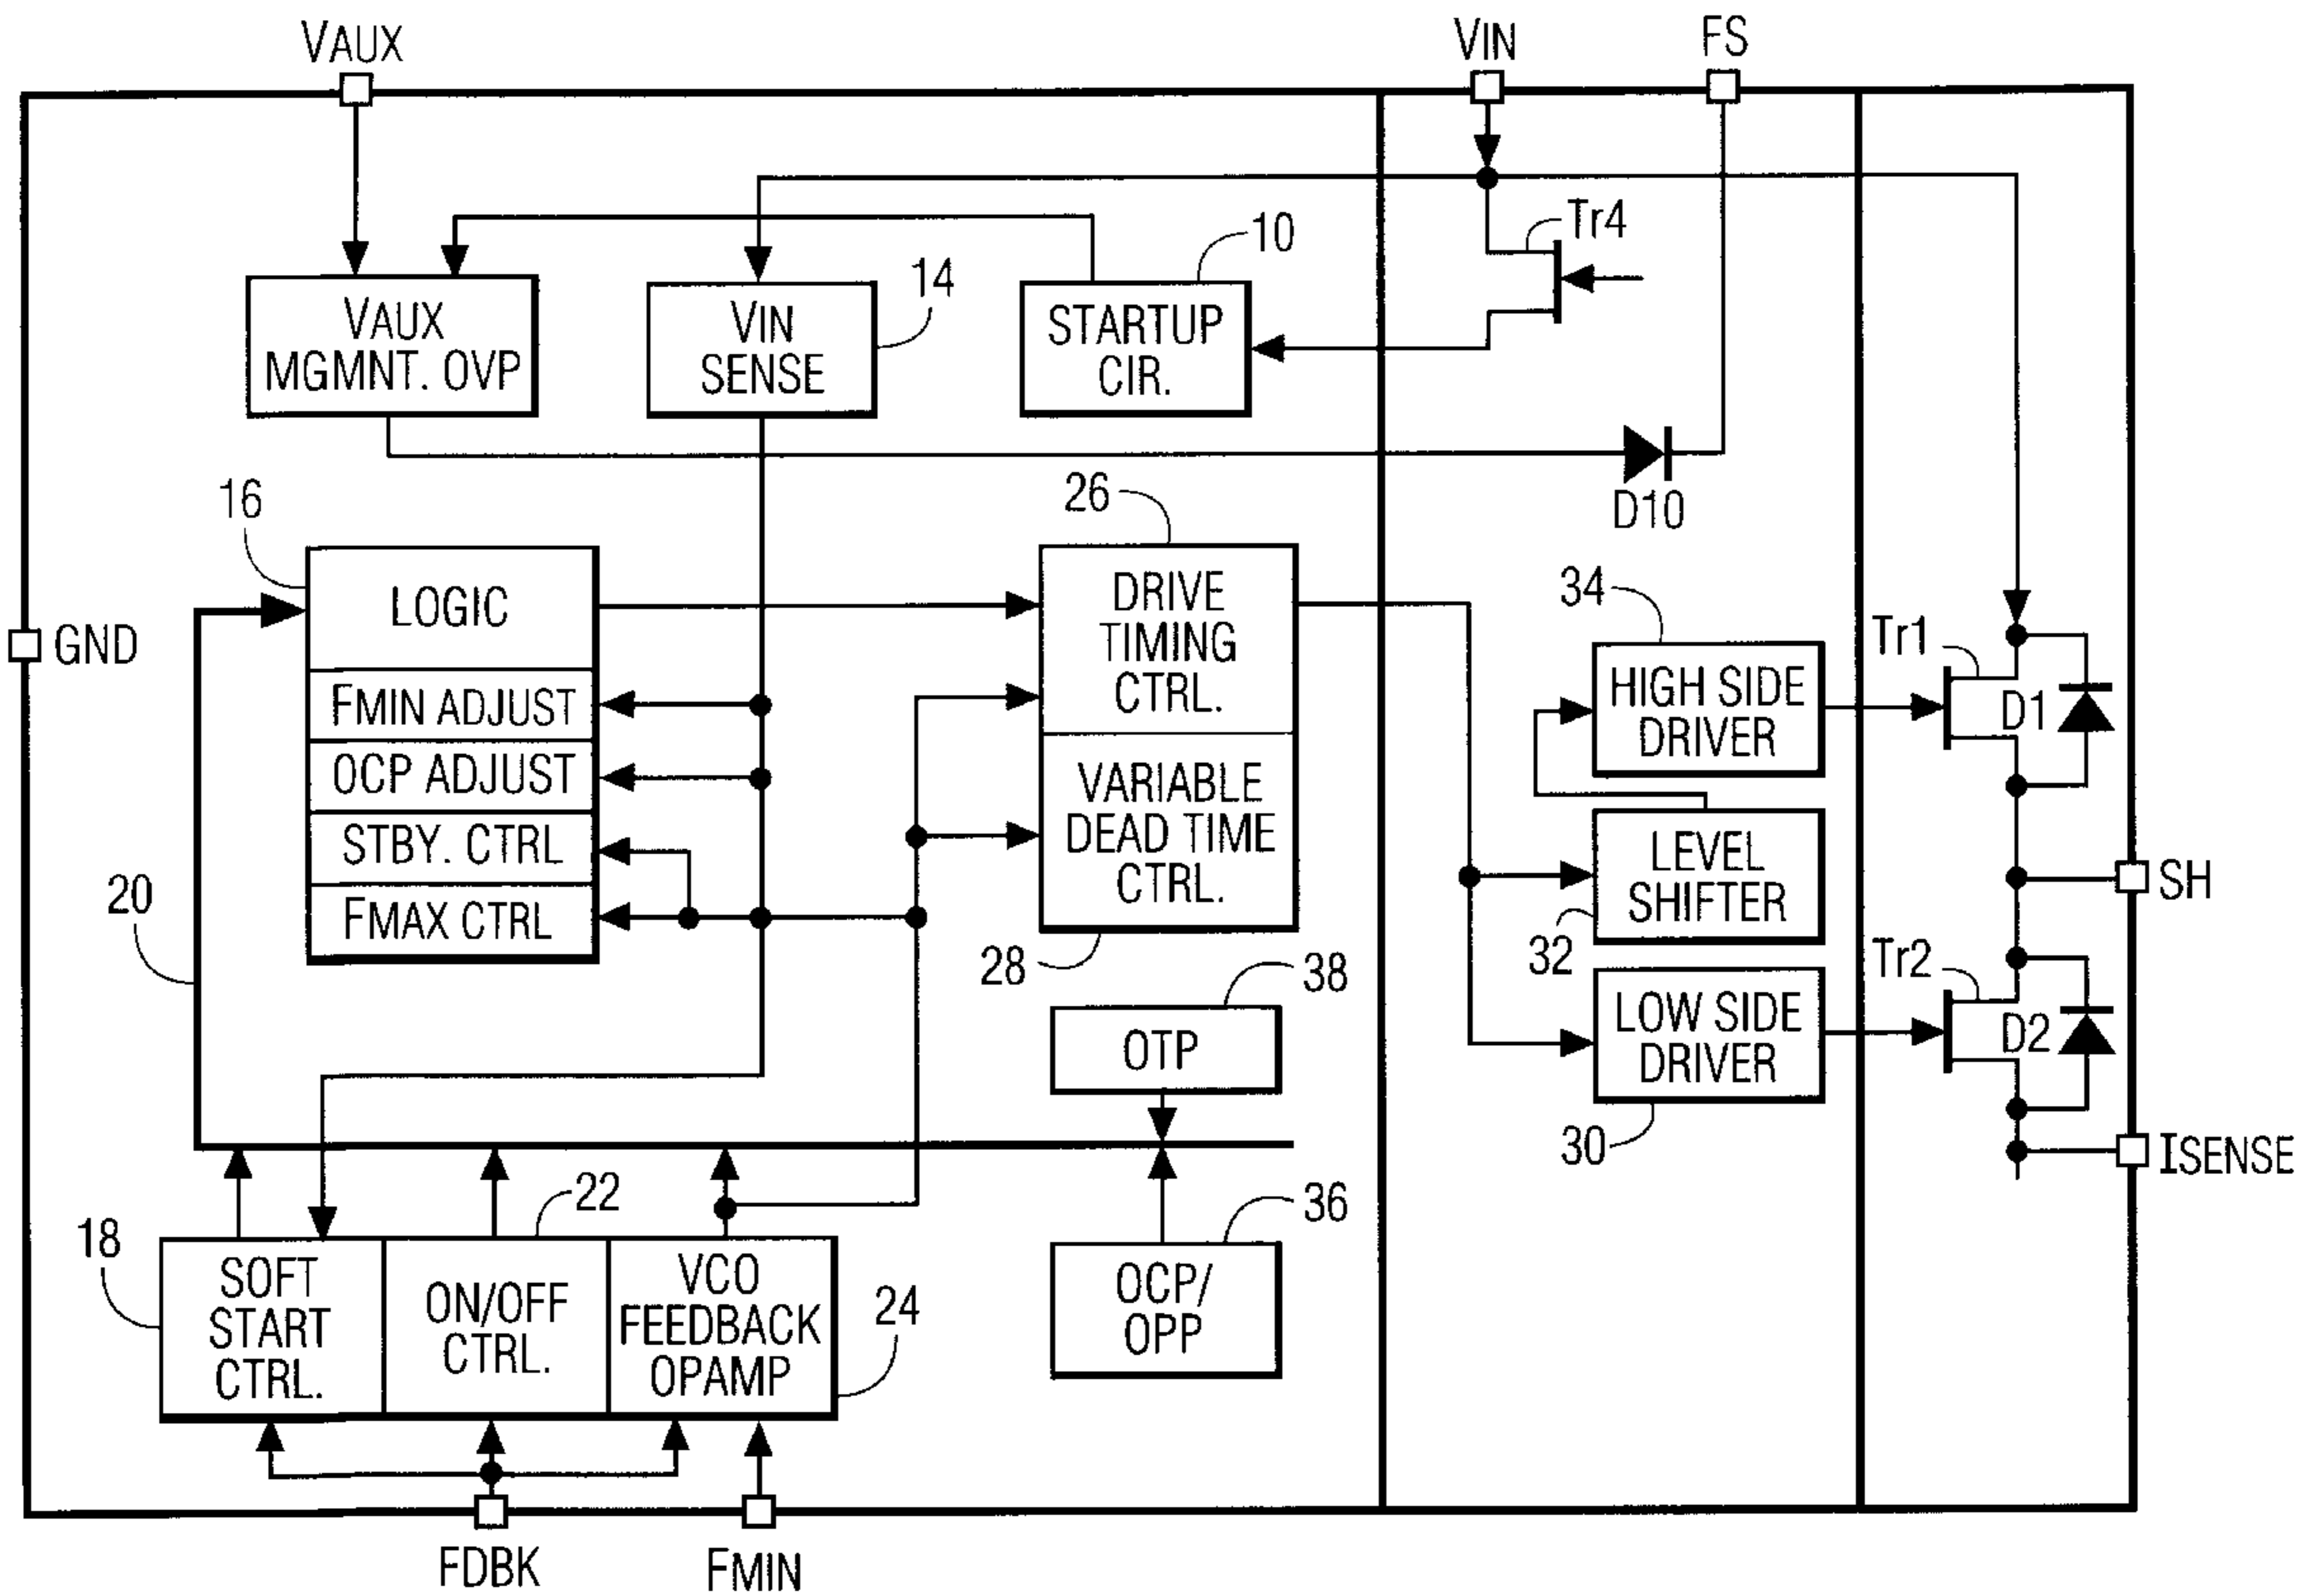 VAUX
VIN
FS
Tr4
10
14
VAUX
MGMNT. OVP
VIN
SENSE
STARTUP
CIR.
D10
16
26
LOGIC
FMIN ADJUST
OCP ADJUST
STBY. CTRL
FMAX CTRL
DRIVE
TIMING
CTRL.
VARIABLE
DEAD TIME
CTRL.
34
Tr1
GND
HIGH SIDE
DRIVER
D1
LEVEL
SHIFTER
SH
20
28
38
32
Tr2
OTP
LOW SIDE
DRIVER
D2
30
ISENSE
22
36
18
SOFT
START
CTRL.
ON/OFF
CTRL.
VCO
FEEDBACK
OPAMP
24
OCP/
OPP
FDBK
FMIN